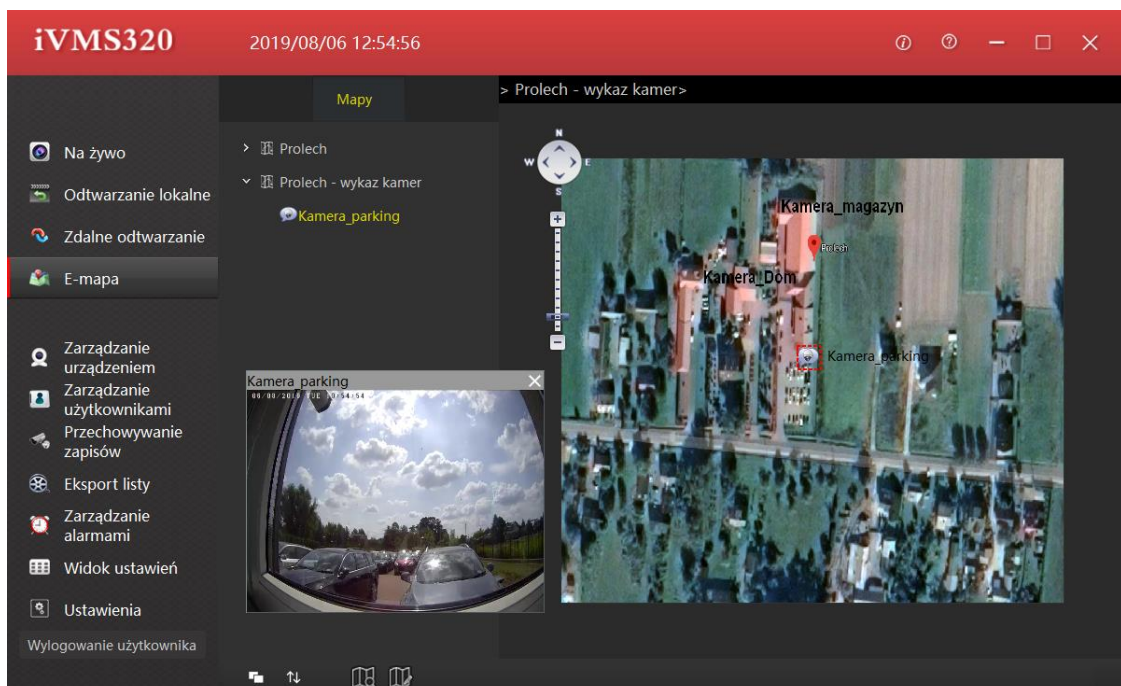 iVMS320
2019/08/06 12:54:56
Mapy
> Prolech - wykaz kamer>
Na żywo
Odtwarzanie lokalne
Zdalne odtwarzanie
E-mapa
Zarządzanie
urządzeniem
Zarządzanie
użytkownikami
Przechowywanie
zapisów
Eksport listy
Zarządzanie
alarmami
Widok ustawień
Ustawienia
Wylogowanie użytkownika
Prolech
Prolech - wykaz kamer
Kamera_parking
Kamera_parking
N
W
E
S
Kamera_magazyn
Prolech
Kamera_Dom
Kamera_parking